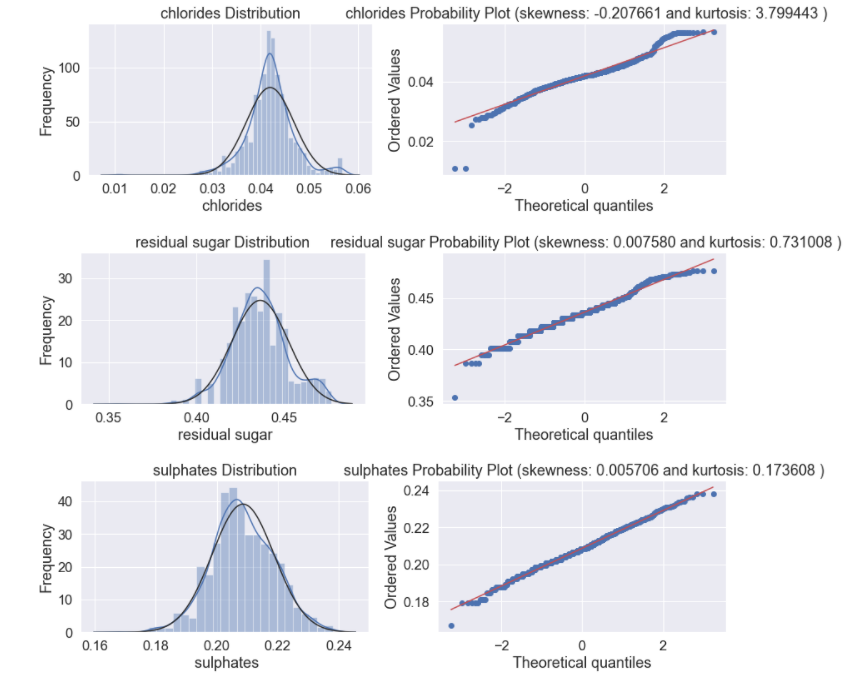 chlorides Distribution
chlorides Probability Plot (skewness: -0.207661 and kurtosis: 3.799443 )
Frequency
100
50
0
0.01 0.02 0.03 0.04 0.05 0.06
chlorides
Ordered Values
0.04
0.02
−2 0 2
Theoretical quantiles
residual sugar Distribution
residual sugar Probability Plot (skewness: 0.007580 and kurtosis: 0.731008 )
Frequency
30
20
10
0
0.35 0.40 0.45
residual sugar
Ordered Values
0.45
0.40
0.35
−2 0 2
Theoretical quantiles
sulphates Distribution
sulphates Probability Plot (skewness: 0.005706 and kurtosis: 0.173608 )
Frequency
40
30
20
10
0
0.16 0.18 0.20 0.22 0.24
sulphates
Ordered Values
0.24
0.22
0.20
0.18
−2 0 2
Theoretical quantiles